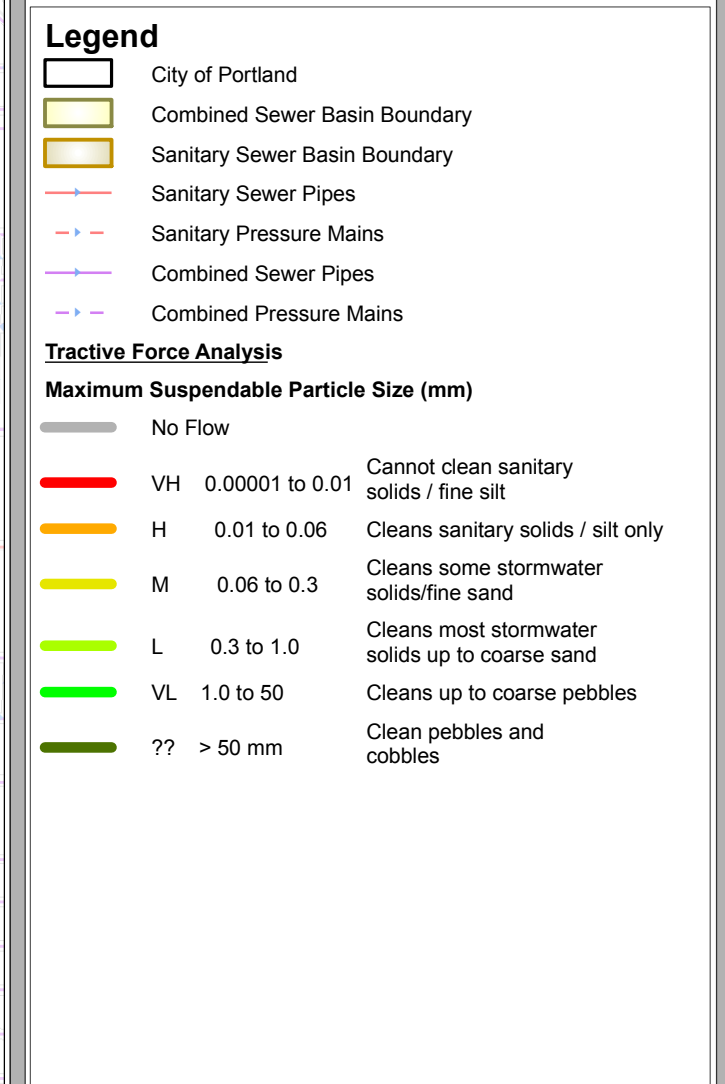 Legend
City of Portland
Combined Sewer Basin Boundary
Sanitary Sewer Basin Boundary
Sanitary Sewer Pipes
Sanitary Pressure Mains
Combined Sewer Pipes
Combined Pressure Mains
Tractive Force Analysis
Maximum Suspendable Particle Size (mm)
No Flow
VH 0.00001 to 0.01 Cannot clean sanitary
solids / fine silt
H 0.01 to 0.06 Cleans sanitary solids / silt only
M 0.06 to 0.3 Cleans some stormwater
solids/fine sand
L 0.3 to 1.0 Cleans most stormwater
solids up to coarse sand
VL 1.0 to 50 Cleans up to coarse pebbles
?? > 50 mm Clean pebbles and
cobbles